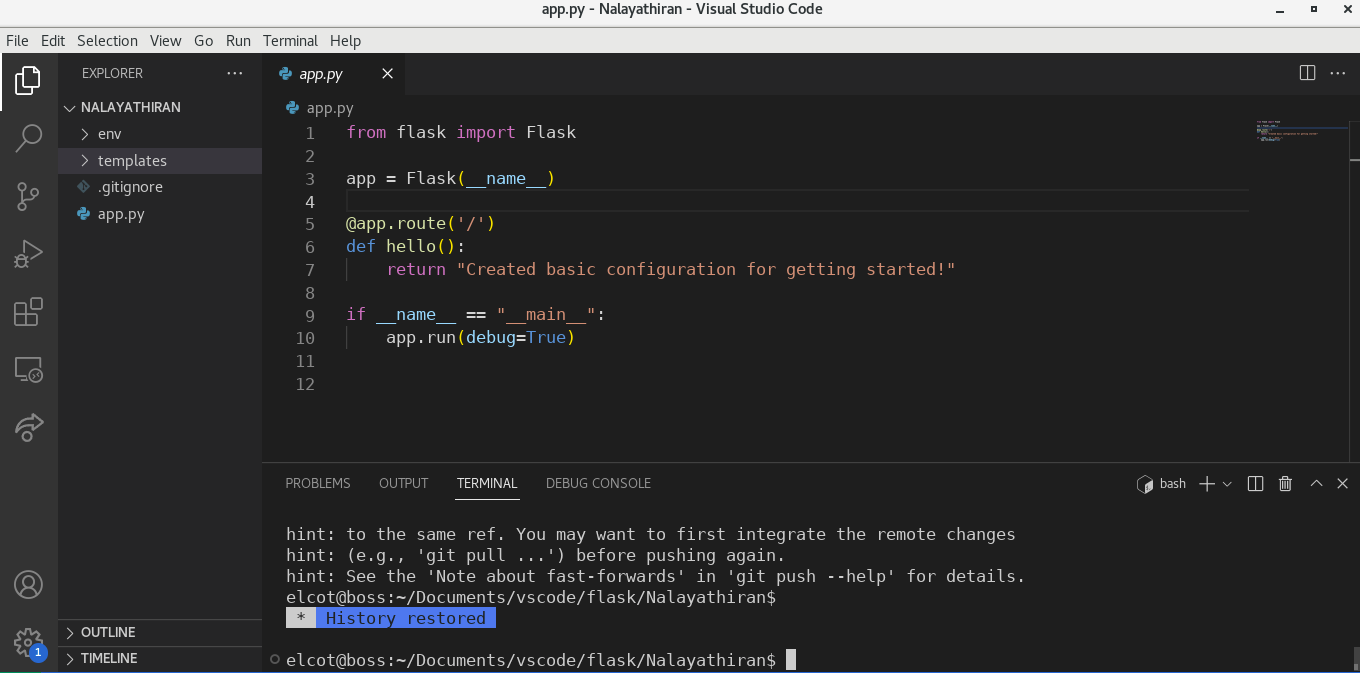 app.py - Nalayathiran - Visual Studio Code
File Edit Selection View Go Run Terminal Help
EXPLORER
NALAYATHIRAN
env
templates
.gitignore
app.py
OUTLINE
TIMELINE
1
app.py
app.py
1 from flask import Flask
2
3 app = Flask(__name__)
4
5 @app.route('/')
6 def hello():
7     return "Created basic configuration for getting started!"
8
9 if __name__ == "__main__":
10     app.run(debug=True)
11
12
PROBLEMS OUTPUT TERMINAL DEBUG CONSOLE bash
hint: to the same ref. You may want to first integrate the remote changes
hint: (e.g., 'git pull ...') before pushing again.
hint: See the 'Note about fast-forwards' in 'git push --help' for details.
elcot@boss:~/Documents/vscode/flask/Nalayathiran$
* History restored
elcot@boss:~/Documents/vscode/flask/Nalayathiran$